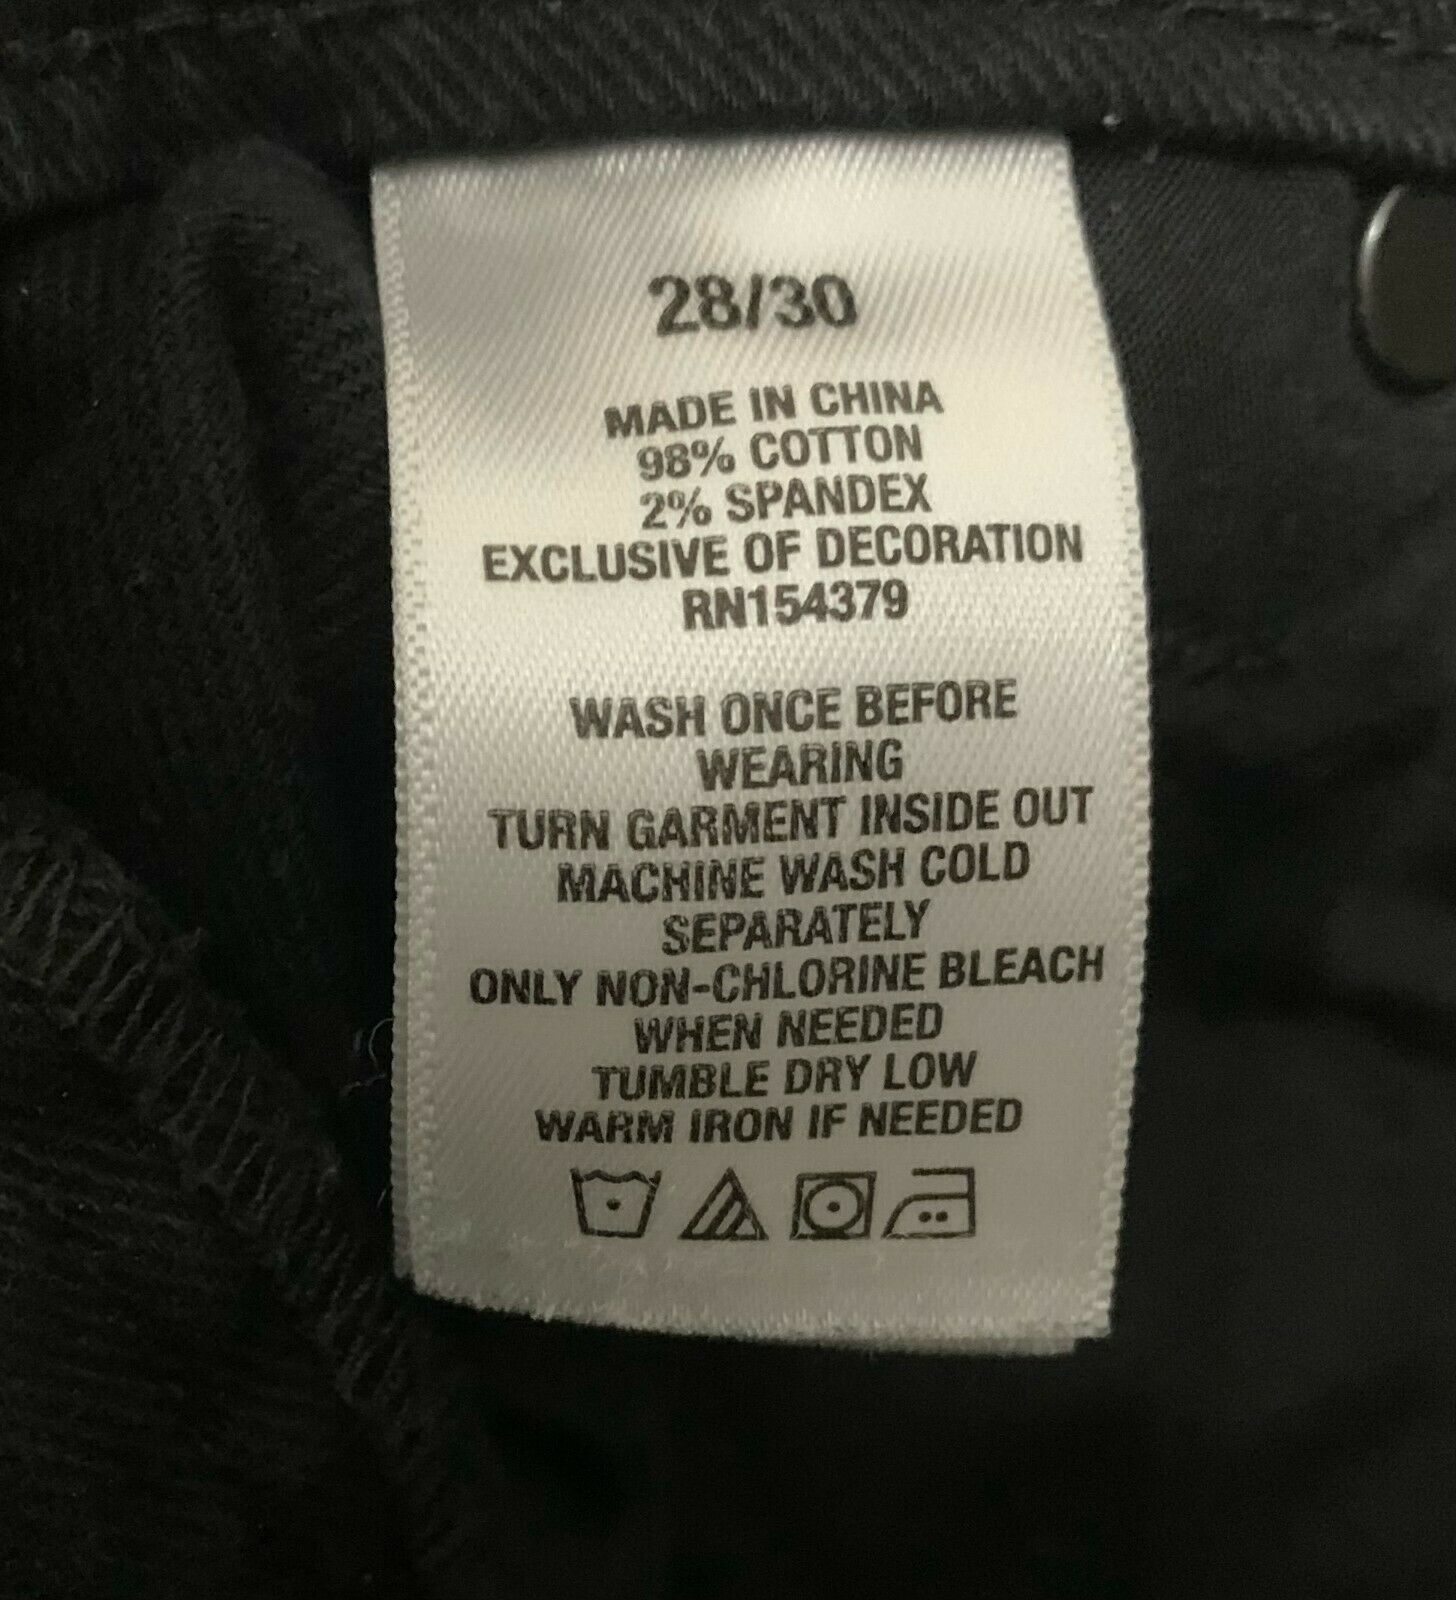 28/30
MADE IN CHINA
98% COTTON
2% SPANDEX
EXCLUSIVE OF DECORATION
RN154379
WASH ONCE BEFORE
WEARING
TURN GARMENT INSIDE OUT
MACHINE WASH COLD
SEPARATELY
ONLY NON-CHLORINE BLEACH
WHEN NEEDED
TUMBLE DRY LOW
WARM IRON IF NEEDED